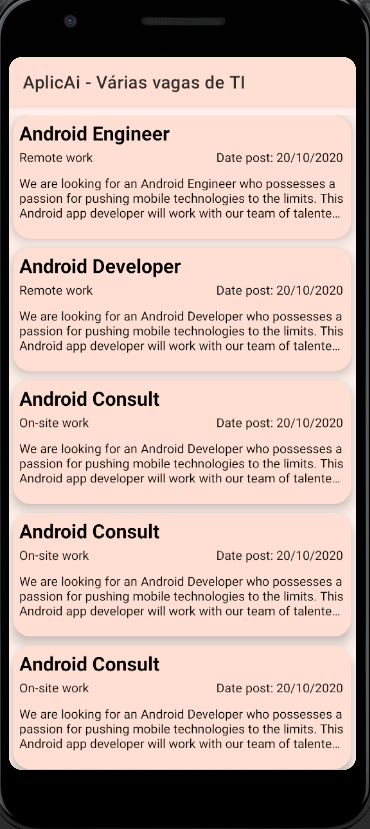 AplicAi - Várias vagas de TI
Android Engineer
Remote work Date post: 20/10/2020
We are looking for an Android Engineer who possesses a
passion for pushing mobile technologies to the limits. This
Android app developer will work with our team of talente...
Android Developer
Remote work Date post: 20/10/2020
We are looking for an Android Developer who possesses a
passion for pushing mobile technologies to the limits. This
Android app developer will work with our team of talente...
Android Consult
On-site work Date post: 20/10/2020
We are looking for an Android Developer who possesses a
passion for pushing mobile technologies to the limits. This
Android app developer will work with our team of talente...
Android Consult
On-site work Date post: 20/10/2020
We are looking for an Android Developer who possesses a
passion for pushing mobile technologies to the limits. This
Android app developer will work with our team of talente...
Android Consult
On-site work Date post: 20/10/2020
We are looking for an Android Developer who possesses a
passion for pushing mobile technologies to the limits. This
Android app developer will work with our team of talente...